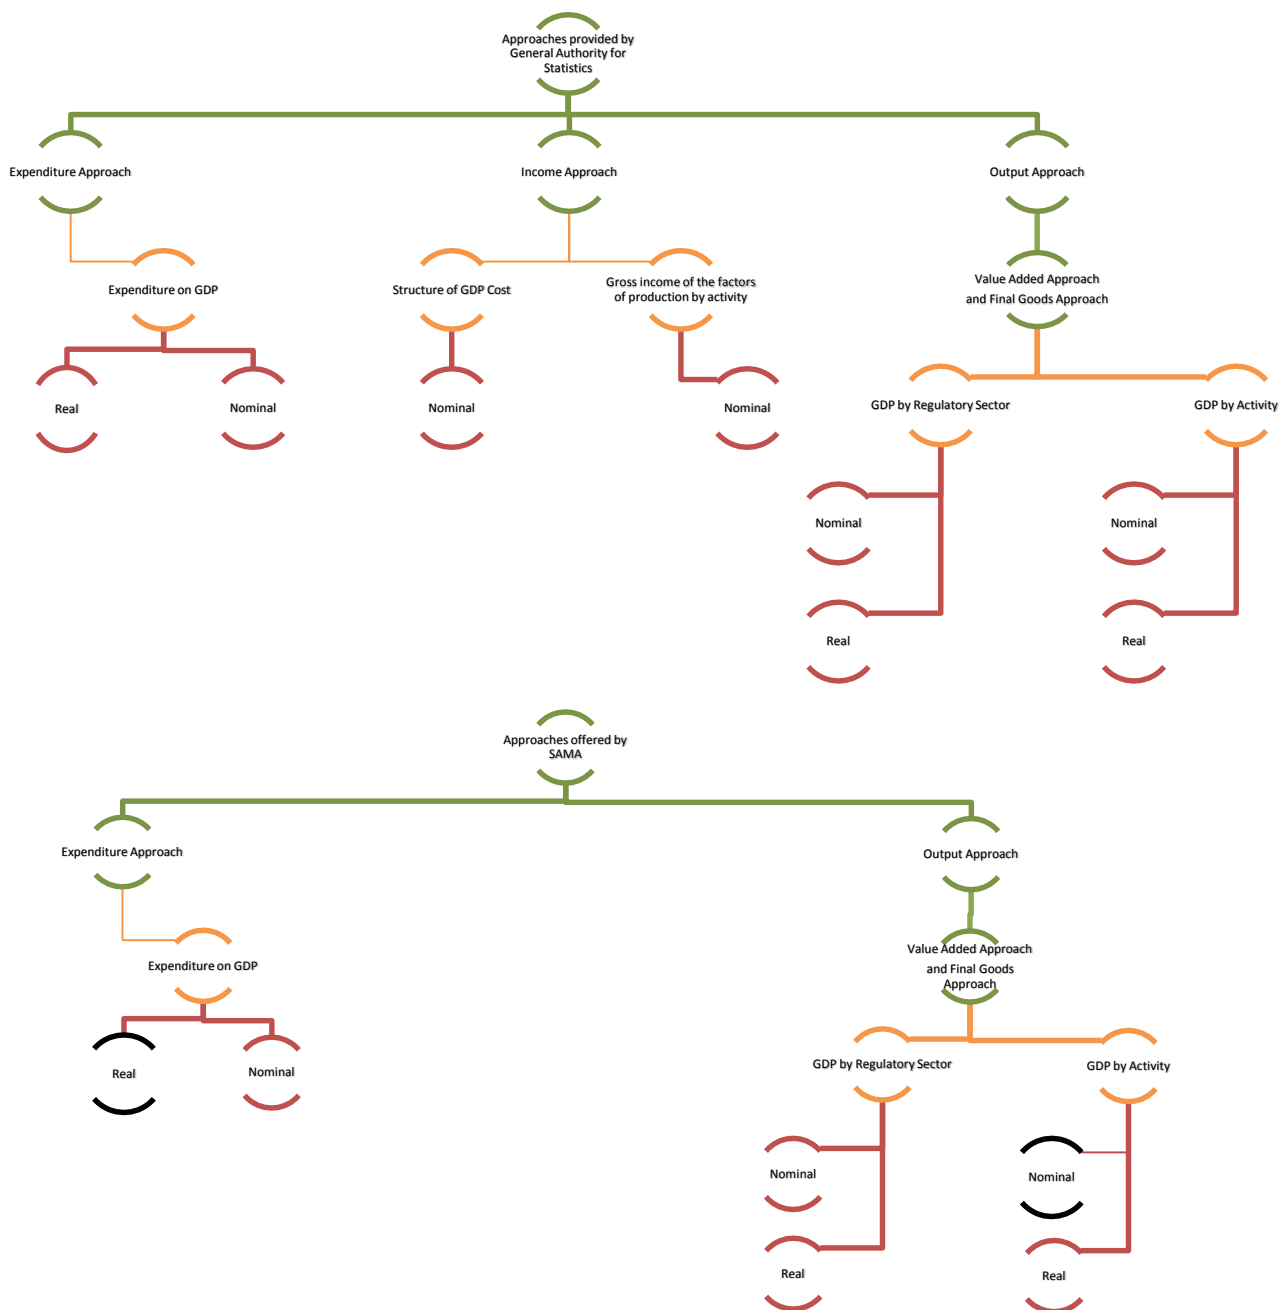 Approaches provided by
General Authority for
Statistics
Expenditure Approach
Income Approach
Output Approach
Expenditure on GDP
Structure of GDP Cost
Gross income of the factors
of production by activity
Value Added Approach
and Final Goods Approach
Real
Nominal
Nominal
Nominal
GDP by Regulatory Sector
GDP by Activity
Nominal
Nominal
Real
Real
Approaches offered by
SAMA
Expenditure Approach
Output Approach
Expenditure on GDP
Value Added Approach
and Final Goods
Approach
Real
Nominal
GDP by Regulatory Sector
GDP by Activity
Nominal
Nominal
Real
Real